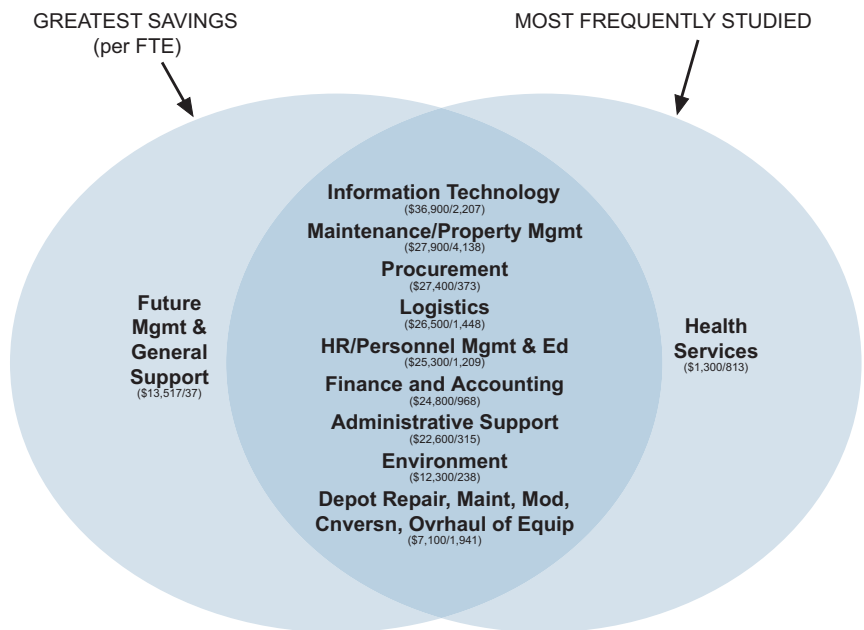 GREATEST SAVINGS
(per FTE)
MOST FREQUENTLY STUDIED
Future
Mgmt &
General
Support
($13,517/37)
Information Technology
($36,900/2,207)
Maintenance/Property Mgmt
($27,900/4,138)
Procurement
($27,400/373)
Logistics
($26,500/1,448)
HR/Personnel Mgmt & Ed
($25,300/1,209)
Finance and Accounting
($24,800/968)
Administrative Support
($22,600/315)
Environment
($12,300/238)
Depot Repair, Maint, Mod,
Cnversn, Ovrhaul of Equip
($7,100/1,941)
Health
Services
($1,300/813)